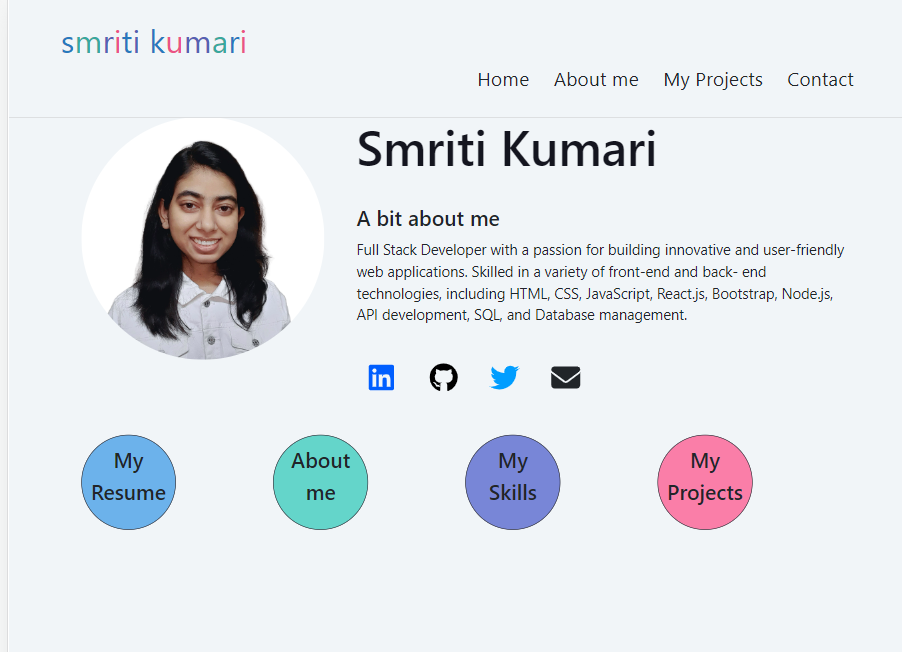 smriti kumari
Home About me My Projects Contact
Smriti Kumari
A bit about me
Full Stack Developer with a passion for building innovative and user-friendly
web applications. Skilled in a variety of front-end and back- end
technologies, including HTML, CSS, JavaScript, React.js, Bootstrap, Node.js,
API development, SQL, and Database management.
in
My
Resume
About
me
My
Skills
My
Projects